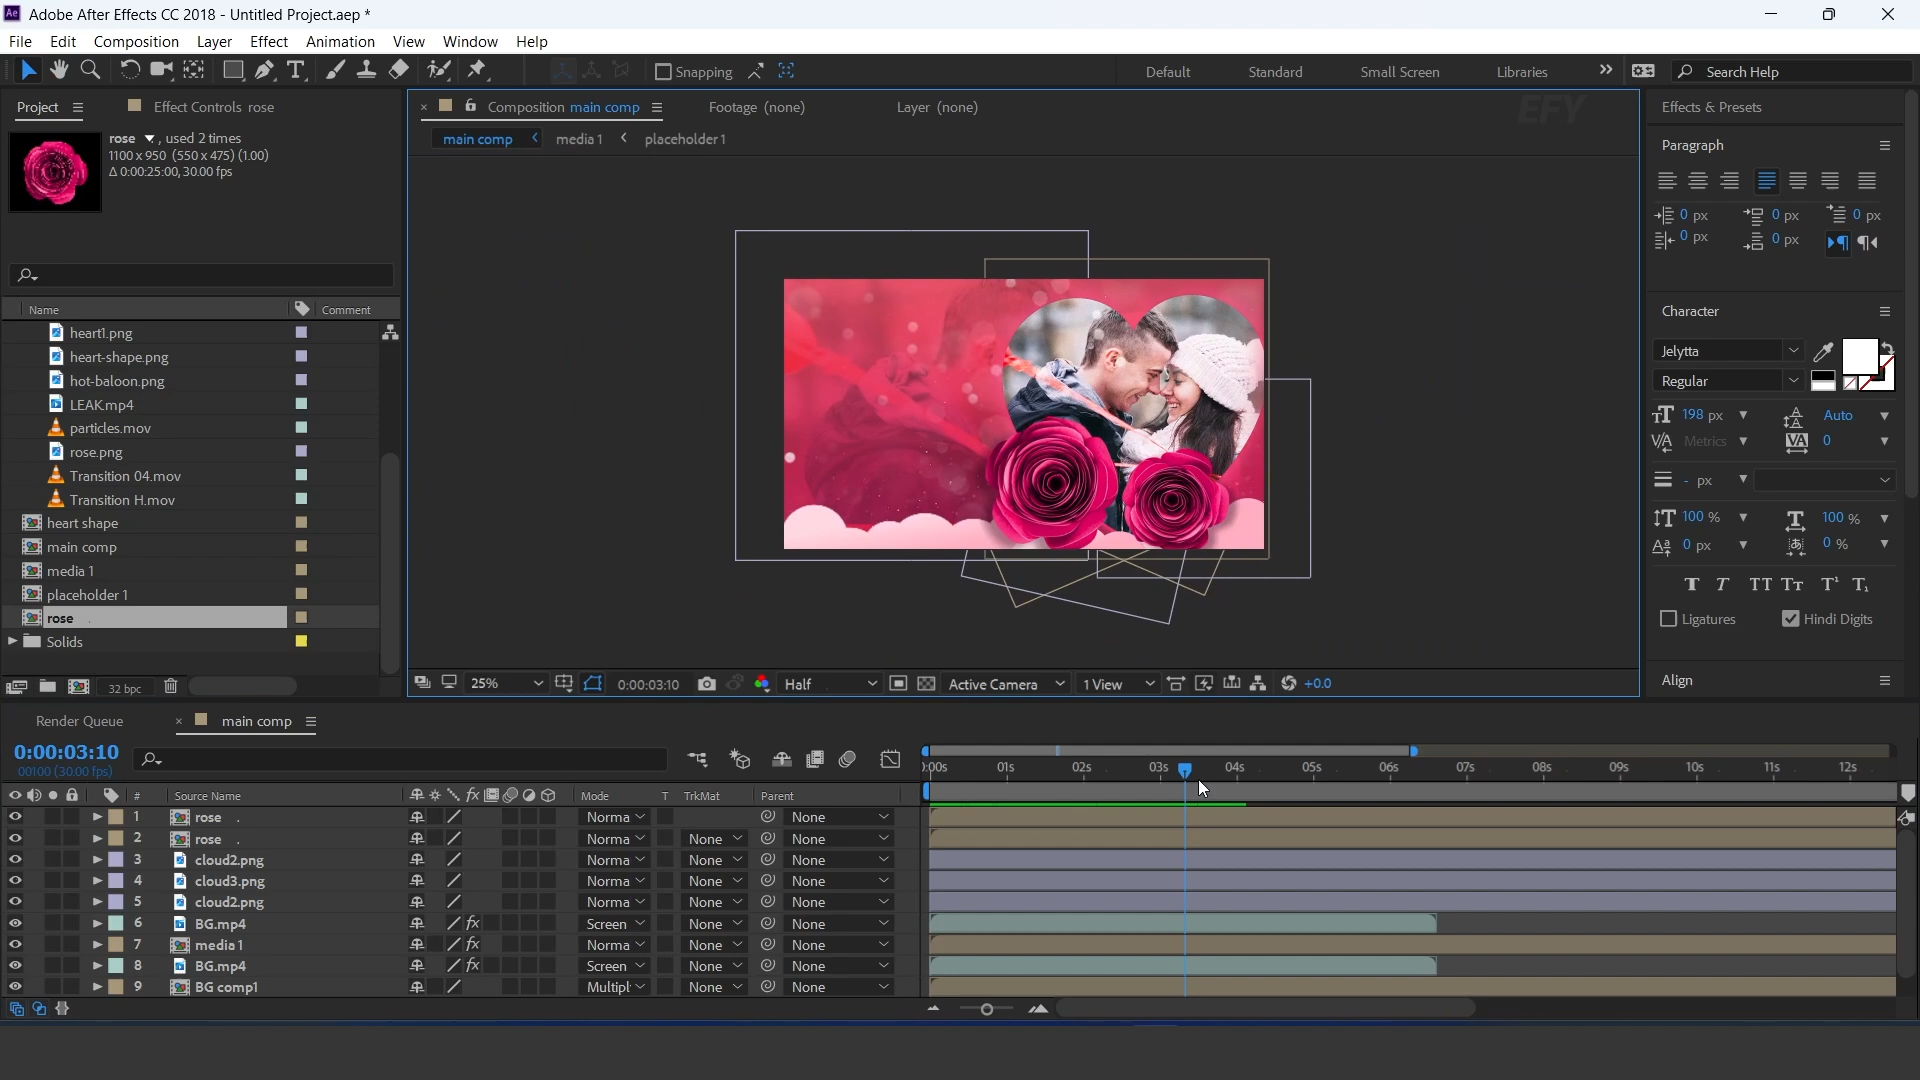 Adobe After Effects CC 2018 - Untitled Project.aep *
File Edit Composition Layer Effect Animation View Window Help
Snapping Default Standard Small Screen Libraries Search Help
Project Effect Controls rose
rose , used 2 times
1100 x 950 (550 x 475) (1.00)
Δ 0:00:25:00, 30.00 fps
Name Comment
heart1.png
heart-shape.png
hot-baloon.png
LEAK.mp4
particles.mov
rose.png
Transition 04.mov
Transition H.mov
heart shape
main comp
media 1
placeholder 1
rose
Solids
32 bpc
Composition main comp Footage (none) Layer (none)
EFY
main comp media 1 placeholder 1
25% 0:00:03:10 Half Active Camera 1 View +0.0
Effects & Presets
Paragraph
0 px 0 px 0 px
0 px 0 px
Character
Jelytta
Regular
198 px Auto
Metrics 0
- px
100 % 100 %
0 px 0 %
T T TT Tr T' T,
Ligatures Hindi Digits
Align
Render Queue main comp
0:00:03:10
00100 (30.00 fps)
):00s 01s 02s 03s 04s 05s 06s 07s 08s 09s 10s 11s 12s
# Source Name fx Mode T TrkMat Parent
1 rose . Norma None
2 rose . Norma None None
3 cloud2.png Norma None None
4 cloud3.png Norma None None
5 cloud2.png Norma None None
6 BG.mp4 fx Screen None None
7 media 1 fx Norma None None
8 BG.mp4 fx Screen None None
9 BG comp1 Multipl None None